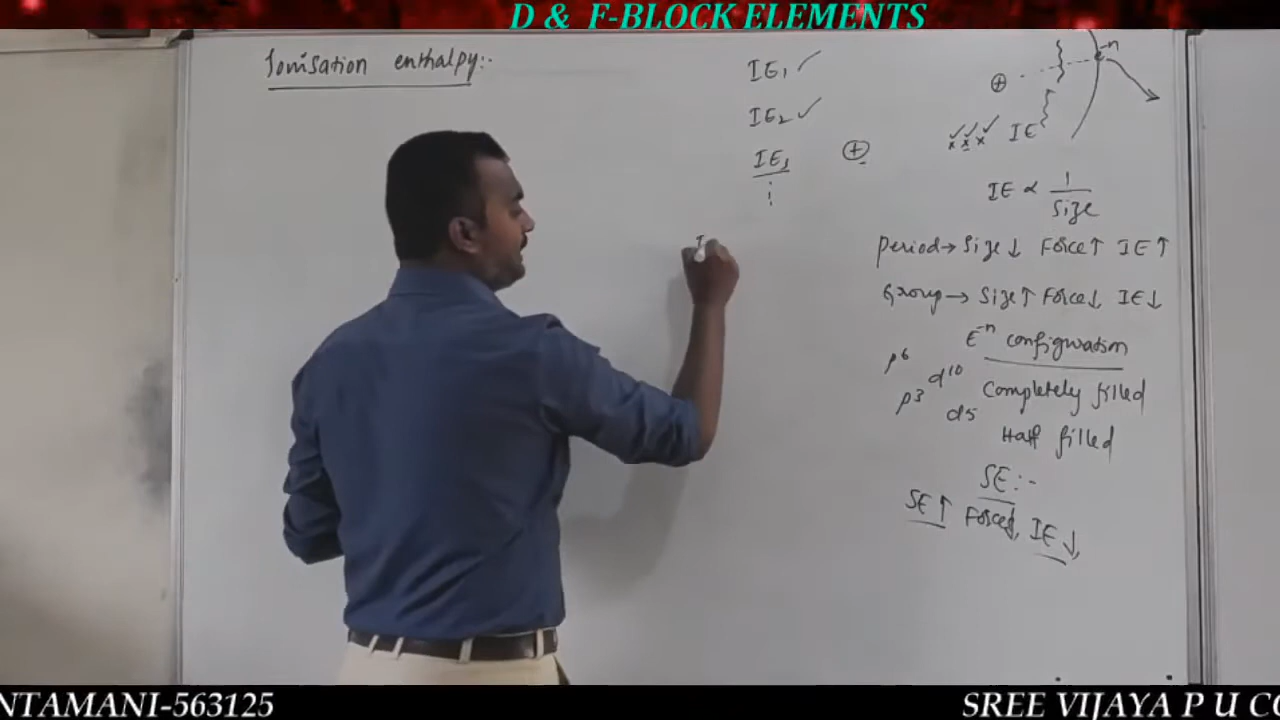 D & F-BLOCK ELEMENTS
Ionisation enthalpy:-
IE₁ ✓
IE₂ ✓
IE₃
⊕
⊕
-n
✓✓✓ IE
x x x
IE ∝ 1/Size
Period → Size ↓ Force ↑ IE ↑
Group → Size ↑ Force ↓ IE ↓
E⁻ⁿ configuration
p⁶ d¹⁰ Completely filled
p³ d5 Half filled
SE:-
SE ↑ Force↓, IE ↓
NTAMANI-563125
SREE VIJAYA P U CO